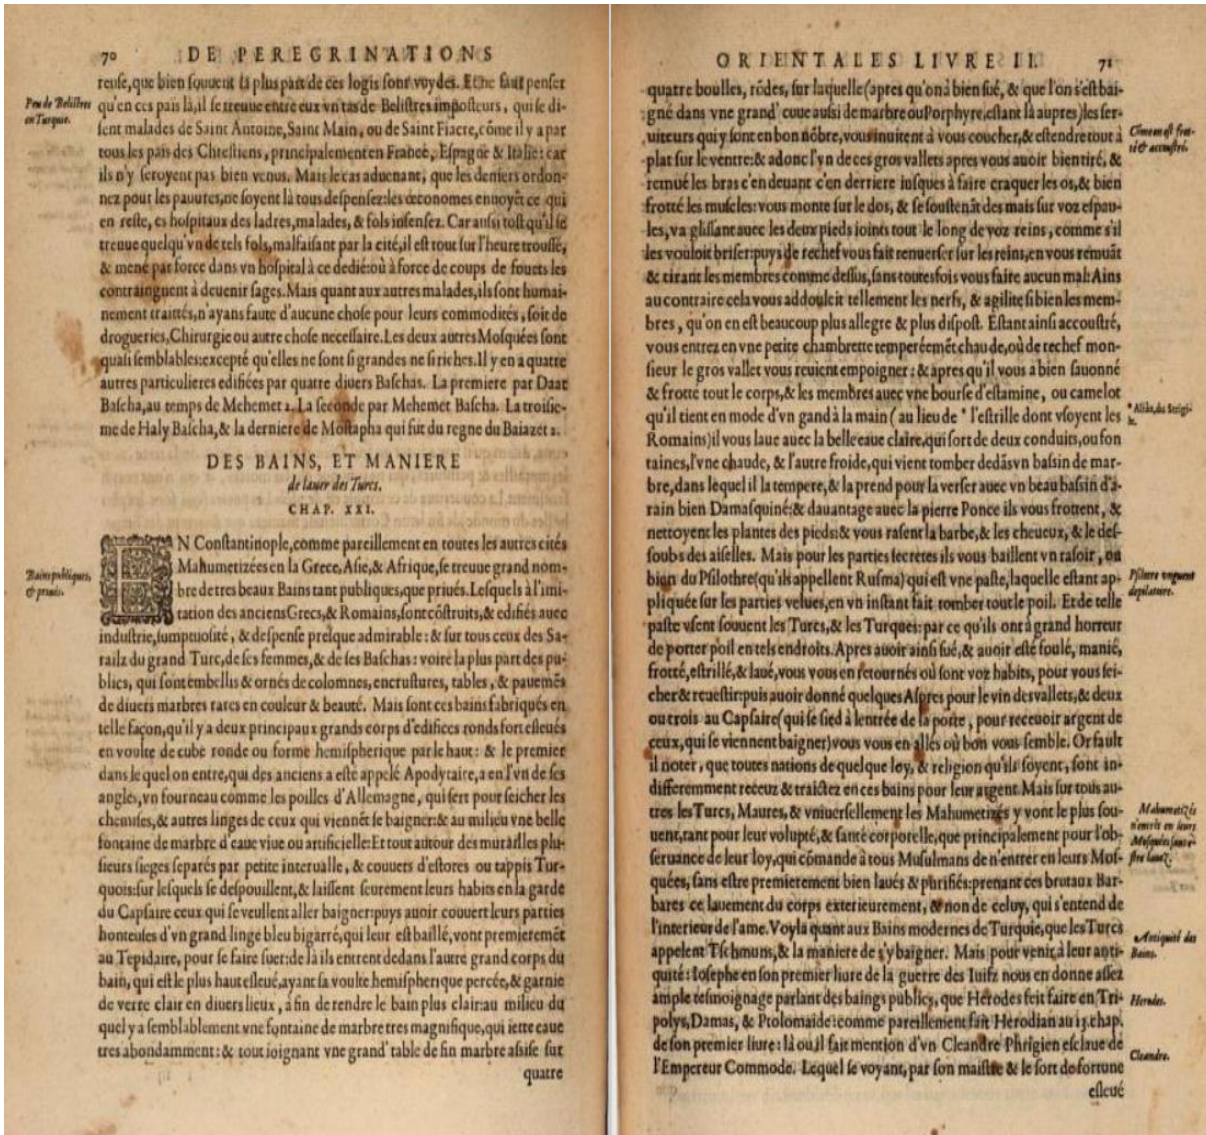 70 DE PEREGRINATIONS
reuse, que bien souuent la plus part de ces logis sont voydes. Et ne faut penser
Peu de Belistres
en Turquie.
qu'en ces païs là, il se treuue entre eux vn tas de Belistres imposteurs, qui se di-
sent malades de Saint Antoine, Saint Main, ou de Saint Fiacre, cõme il y a par
tous les païs des Chrestiens, principalement en France, Espagne & Italie: car
ils n'y seroyent pas bien venus. Mais le cas aduenant, que les deniers ordon-
nez pour les pauures, ne soyent là tous despensez: les œconomes enuoyẽt ce qui
en reste, es hospitaux des ladres, malades, & fols insensez. Car aussi tost qu'il se
treuue quelqu'vn de tels fols, malfaisant par la cité, il est tout sur l'heure troussé,
& mené par force dans vn hospital à ce dedié: où à force de coups de fouets les
contraingnent à deuenir sages. Mais quant aux autres malades, ils sont humai-
nement traittés, n'ayans faute d'aucune chose pour leurs commodités, soit de
drogueries, Chirurgie ou autre chose necessaire. Les deux autres Mosquées sont
quasi semblables: excepté qu'elles ne sont si grandes ne si riches. Il y en a quatre
autres particulieres edifiées par quatre diuers Baschas. La premiere par Daat
Bascha, au temps de Mehemet 2. La seconde par Mehemet Bascha. La troisie-
me de Haly Bascha, & la derniere de Mostapha qui fut du regne du Baiazet 2.
DES BAINS, ET MANIERE
de lauer des Turcs.
CHAP. XXI.
EN Constantinople, comme pareillement en toutes les autres cités
Mahumetizées en la Grece, Asie, & Afrique, se treuue grand nom-
Bains publiques,
& priués.
bre de tres beaux Bains tant publiques, que priués. Lesquels à l'imi-
tation des anciens Grecs, & Romains, sont cõstruits, & edifiés auec
industrie, sumptuosité, & despense presque admirable: & sur tous ceux des Sa-
railz du grand Turc, de ses femmes, & de ses Baschas: voire la plus part des pu-
blics, qui sont embellis & ornés de colomnes, encrustures, tables, & pauemẽs
de diuers marbres rares en couleur & beauté. Mais sont ces bains fabriqués en
telle façon, qu'il y a deux principaux grands corps d'edifices ronds fort esleués
en voulte de cube ronde ou forme hemispherique par le haut: & le premier
dans lequel on entre, qui des anciens a esté appelé Apodytaire, a en l'vn de ses
angles, vn fourneau comme les poilles d'Allemagne, qui sert pour seicher les
chemises, & autres linges de ceux qui viennẽt se baigner: & au milieu vne belle
fontaine de marbre d'eaue viue ou artificielle: Et tout autour des murailles plu-
sieurs sieges separés par petite interualle, & couuers d'estores ou tappis Tur-
quois: sur lesquels se despouillent, & laissent seurement leurs habits en la garde
du Capsaire ceux qui se veullent aller baigner: puys auoir couuert leurs parties
honteuses d'vn grand linge bleu bigarré, qui leur est baillé, vont premieremẽt
au Tepidaire, pour se faire suer: de là ils entrent dedans l'autre grand corps du
bain, qui est le plus haut esleué, ayant sa voulte hemispherique percée, & garnie
de verre clair en diuers lieux, à fin de rendre le bain plus clair: au milieu du
quel y a semblablement vne fontaine de marbre tres magnifique, qui iette eaue
tres abondamment: & tout ioignant vne grand' table de fin marbre assise sur
quatre
ORIENTALES LIVRE II. 71
quatre boulles, rõdes, sur laquelle (apres qu'on à bien sué, & que l'on s'est bai-
gné dans vne grand' cuue aussi de marbre ou Porphyre, estant là aupres) les ser-
uiteurs qui y sont en bon nõbre, vous inuitent à vous coucher, & estendre tout à
Cõment est frotté & accoustré.
plat sur le ventre: & adonc l'vn de ces gros vallets apres vous auoir bien tiré, &
remué les bras c'en deuant c'en derriere iusques à faire craquer les os, & bien
frotté les muscles: vous monte sur le dos, & se soustenãt des mais sur voz espau-
les, va glissant auec les deux pieds ioints tout le long de voz reins, comme s'il
les vouloit briser: puys de rechef vous fait renuerser sur les reins, en vous remuãt
& tirant les membres comme dessus, sans toutesfois vous faire aucun mal: Ains
au contraire cela vous addoulcit tellement les nerfs, & agilite si bien les mem-
bres, qu'on en est beaucoup plus allegre & plus dispost. Estant ainsi accoustré,
vous entrez en vne petite chambrette temperéemẽt chaude, où de rechef mon-
sieur le gros vallet vous reuient empoigner: & apres qu'il vous a bien sauonné
& frotté tout le corps, & les membres auec vne bourse d'estamine, ou camelot
qu'il tient en mode d'vn gand à la main (au lieu de * l'estrille dont vsoyent les
* Aliàs, du Strigile.
Romains) il vous laue auec la belle eaue claire, qui sort de deux conduits, ou fon
taines, l'vne chaude, & l'autre froide, qui vient tomber dedãs vn bassin de mar-
bre, dans lequel il la tempere, & la prend pour la verser auec vn beau bassin d'a-
rain bien Damasquiné: & dauantage auec la pierre Ponce ils vous frottent, &
nettoyent les plantes des pieds: & vous rasent la barbe, & les cheueux, & le des-
soubs des aiselles. Mais pour les parties secretes ils vous baillent vn rasoir, ou
bien du Psilothre (qu'ils appellent Rusma) qui est vne paste, laquelle estant ap-
Psilotre vnguent
depilatoire.
pliquée sur les parties velues, en vn instant fait tomber tout le poil. Et de telle
paste vsent souuent les Turcs, & les Turques: par ce qu'ils ont à grand horreur
de porter poil en tels endroits. Apres auoir ainsi sué, & auoir esté foulé, manié,
frotté, estrillé, & laué, vous vous en retournés où sont voz habits, pour vous sei-
cher & reuestir: puis auoir donné quelques Aspres pour le vin des vallets, & deux
ou trois au Capsaire (qui se sied à lentrée de la porte, pour receuoir argent de
ceux, qui se viennent baigner) vous vous en allés où bon vous semble. Or fault
il noter, que toutes nations de quelque loy, & religion qu'ils soyent, sont in-
differemment receuz & traictez en ces bains pour leur argent. Mais sur tous au-
tres les Turcs, Maures, & vniuersellement les Mahumetizés y vont le plus sou-
Mahumetizés
n'entrẽt en leurs
Mosquées sans e-
stre lauez.
uent, tant pour leur volupté, & santé corporelle, que principalement pour l'ob-
seruance de leur loy, qui cõmande à tous Musulmans de n'entrer en leurs Mos-
quées, sans estre premierement bien laués & purifiés: prenant ces brutaux Bar-
bares ce lauement du corps exterieurement, & non de celuy, qui s'entend de
l'interieur de l'ame. Voyla quant aux Bains modernes de Turquie, que les Turcs
appelent Tschmuns, & la maniere de s'y baigner. Mais pour venir à leur anti-
Antiquité des
Bains.
quité: Iosephe en son premier liure de la guerre des Iuifz nous en donne assez
ample tesmoignage parlant des baings publics, que Herodes feit faire en Tri-
Herodes.
polys, Damas, & Ptolomaide: comme pareillement fait Herodian au 13. chap.
de son premier liure: là ou il fait mention d'vn Cleandre Phrigien esclaue de
Cleandre.
l'Empereur Commode. Lequel se voyant, par son maistre & le sort de fortune
esleué